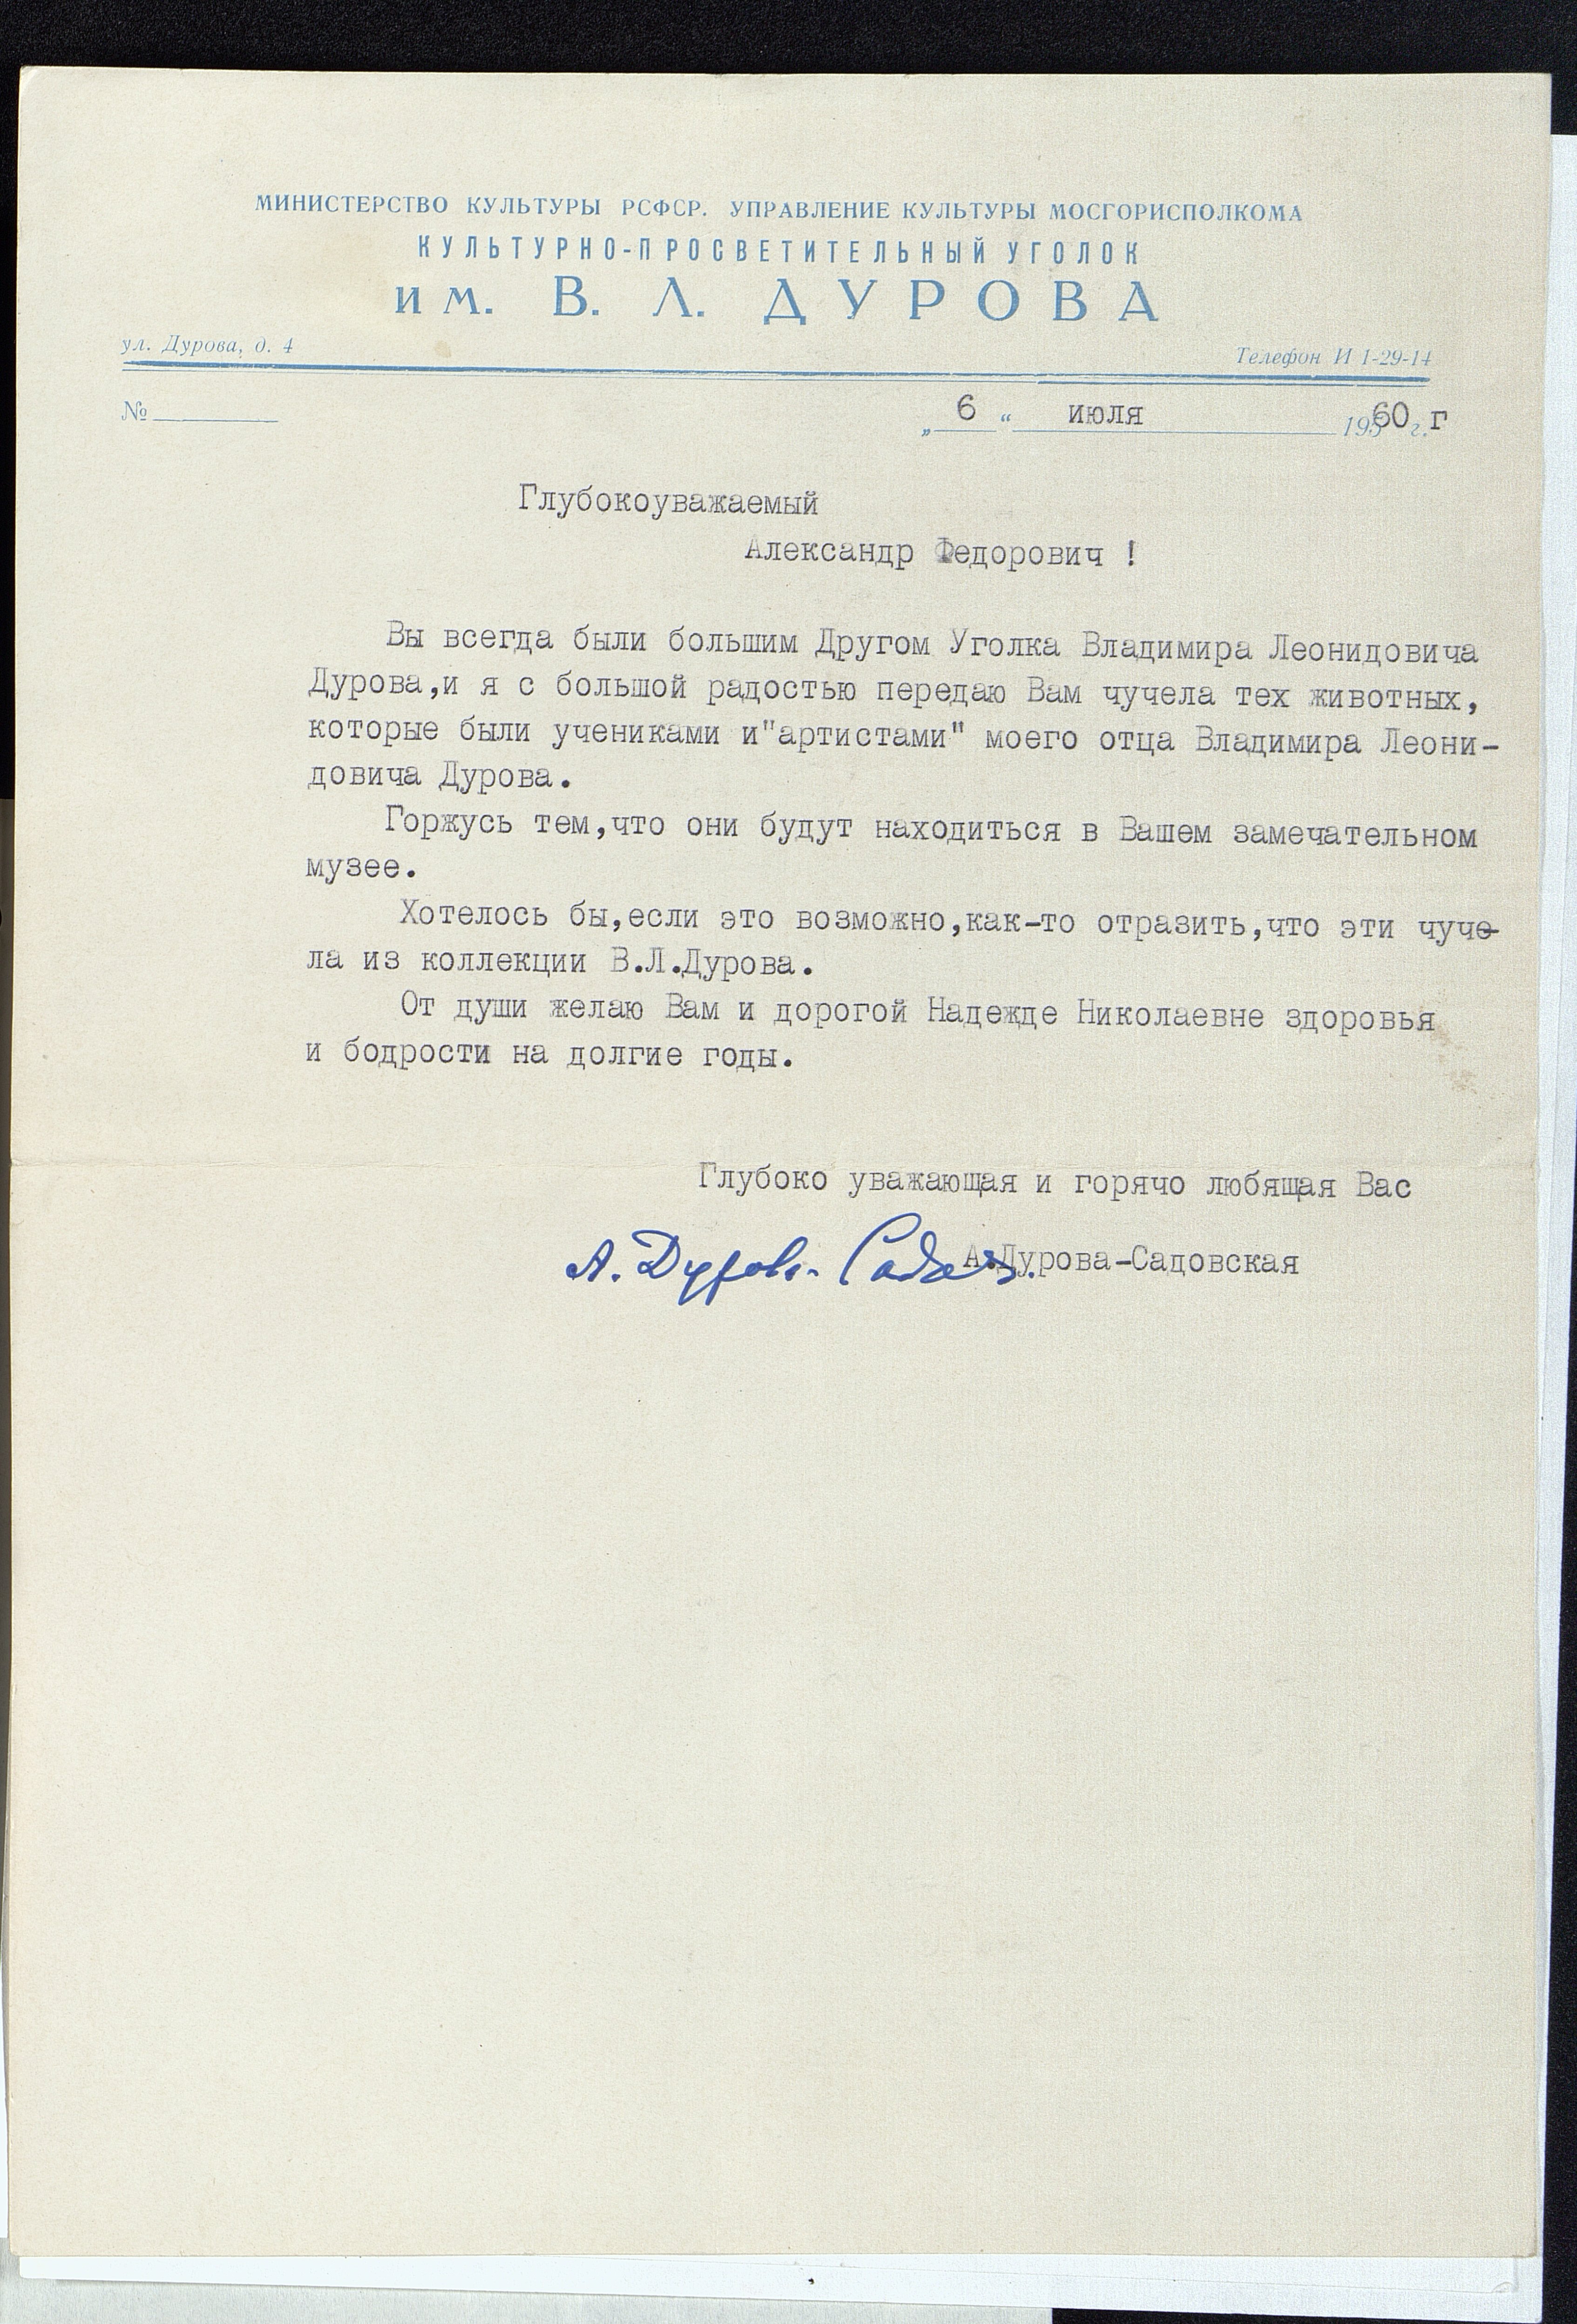 МИНИСТЕРСТВО КУЛЬТУРЫ РСФСР. УПРАВЛЕНИЕ КУЛЬТУРЫ МОСГОРИСПОЛКОМА
КУЛЬТУРНО-ПРОСВЕТИТЕЛЬНЫЙ УГОЛОК
им. В. Л. ДУРОВА
ул. Дурова, д. 4
Телефон И 1-29-14
№ „ 6 “ июля 195 60 г. г
Глубокоуважаемый
Александр Федорович !
Вы всегда были большим Другом Уголка Владимира Леонидовича
Дурова,и я с большой радостью передаю Вам чучела тех животных,
которые были учениками и"артистами" моего отца Владимира Леони-
довича Дурова.
Горжусь тем,что они будут находиться в Вашем замечательном
музее.
Хотелось бы,если это возможно,как-то отразить,что эти чуче-
ла из коллекции В.Л.Дурова.
От души желаю Вам и дорогой Надежде Николаевне здоровья
и бодрости на долгие годы.
Глубоко уважающая и горячо любящая Вас
А.Дурова-Садовская